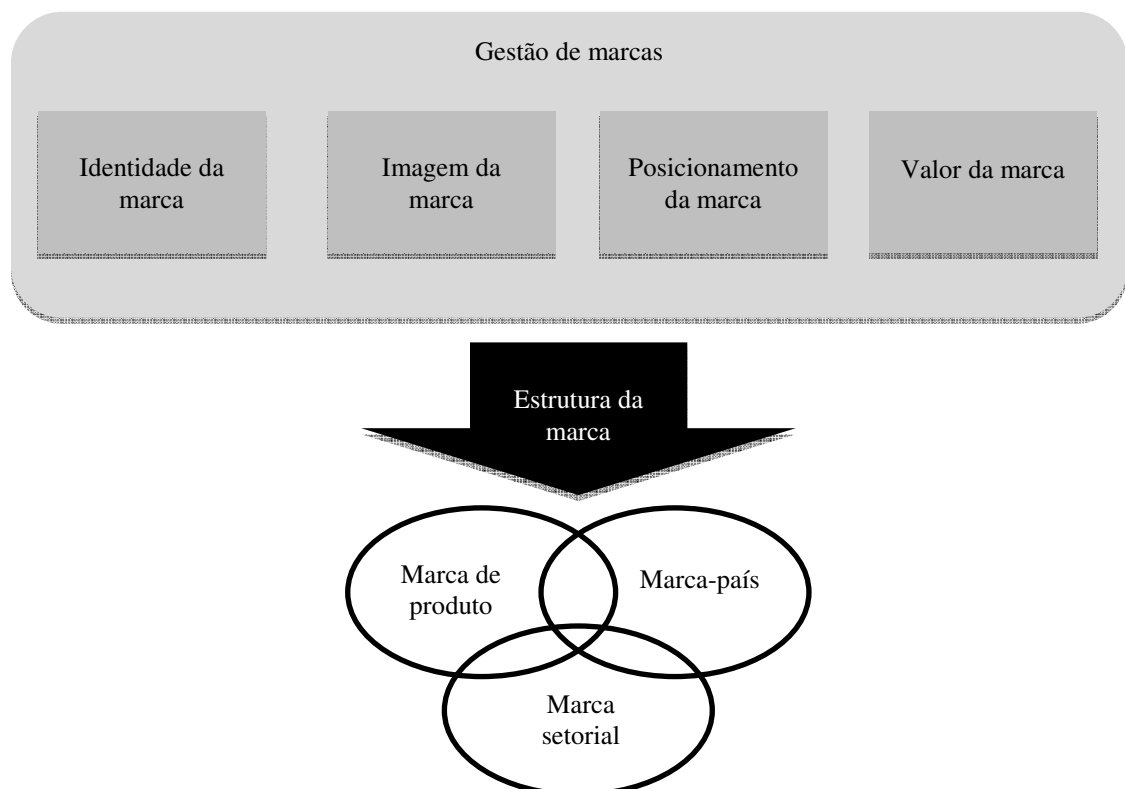 Gestão de marcas
Identidade da
marca
Imagem da
marca
Posicionamento
da marca
Valor da marca
Estrutura da
marca
Marca de
produto
Marca-país
Marca
setorial